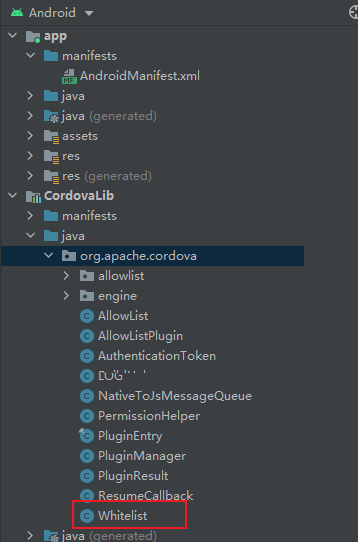 Android
app
manifests
AndroidManifest.xml
java
java (generated)
assets
res
res (generated)
CordovaLib
manifests
java
org.apache.cordova
allowlist
engine
AllowList
AllowListPlugin
AuthenticationToken
NativeToJsMessageQueue
PermissionHelper
PluginEntry
PluginManager
PluginResult
ResumeCallback
Whitelist
java (generated)